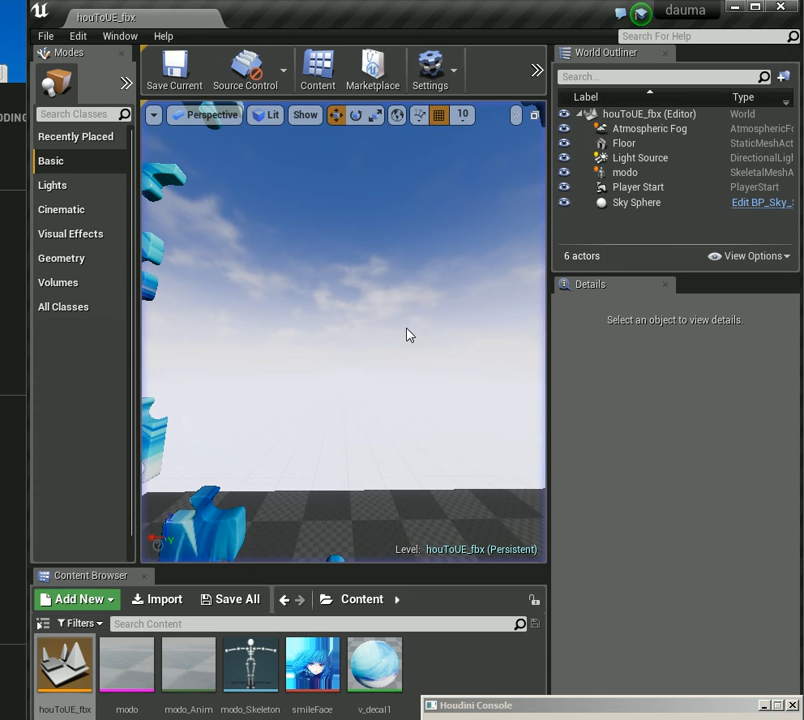 houToUE_fbx
dauma
File Edit Window Help
Search For Help
Modes
Search Classes
Recently Placed
Basic
Lights
Cinematic
Visual Effects
Geometry
Volumes
All Classes
Save Current
Source Control
Content
Marketplace
Settings
Perspective
Lit
Show
10
Level: houToUE_fbx (Persistent)
World Outliner
Search...
Label Type
houToUE_fbx (Editor) World
Atmospheric Fog AtmosphericFo
Floor StaticMeshAct
Light Source DirectionalLigh
modo SkeletalMeshA
Player Start PlayerStart
Sky Sphere Edit BP_Sky_S
6 actors View Options
Details
Select an object to view details.
Content Browser
Add New Import Save All Content
Filters Search Content
houToUE_fbx modo modo_Anim modo_Skeleton smileFace v_decal1
Houdini Console